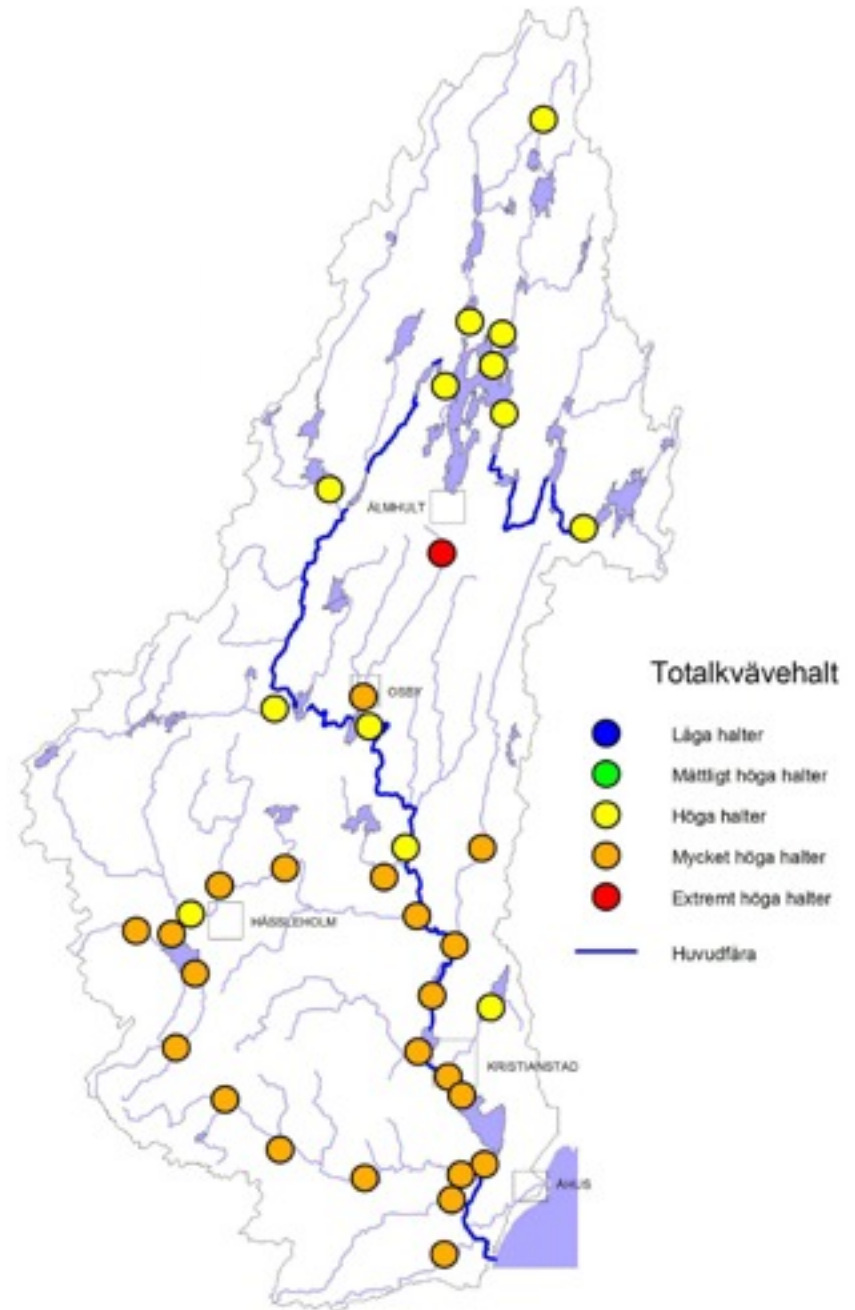 ÄLMHULT
OSBY
HÄSSLEHOLM
KRISTIANSTAD
ÅHUS
Totalkvävehalt
Låga halter
Måttligt höga halter
Höga halter
Mycket höga halter
Extremt höga halter
Huvudfåra